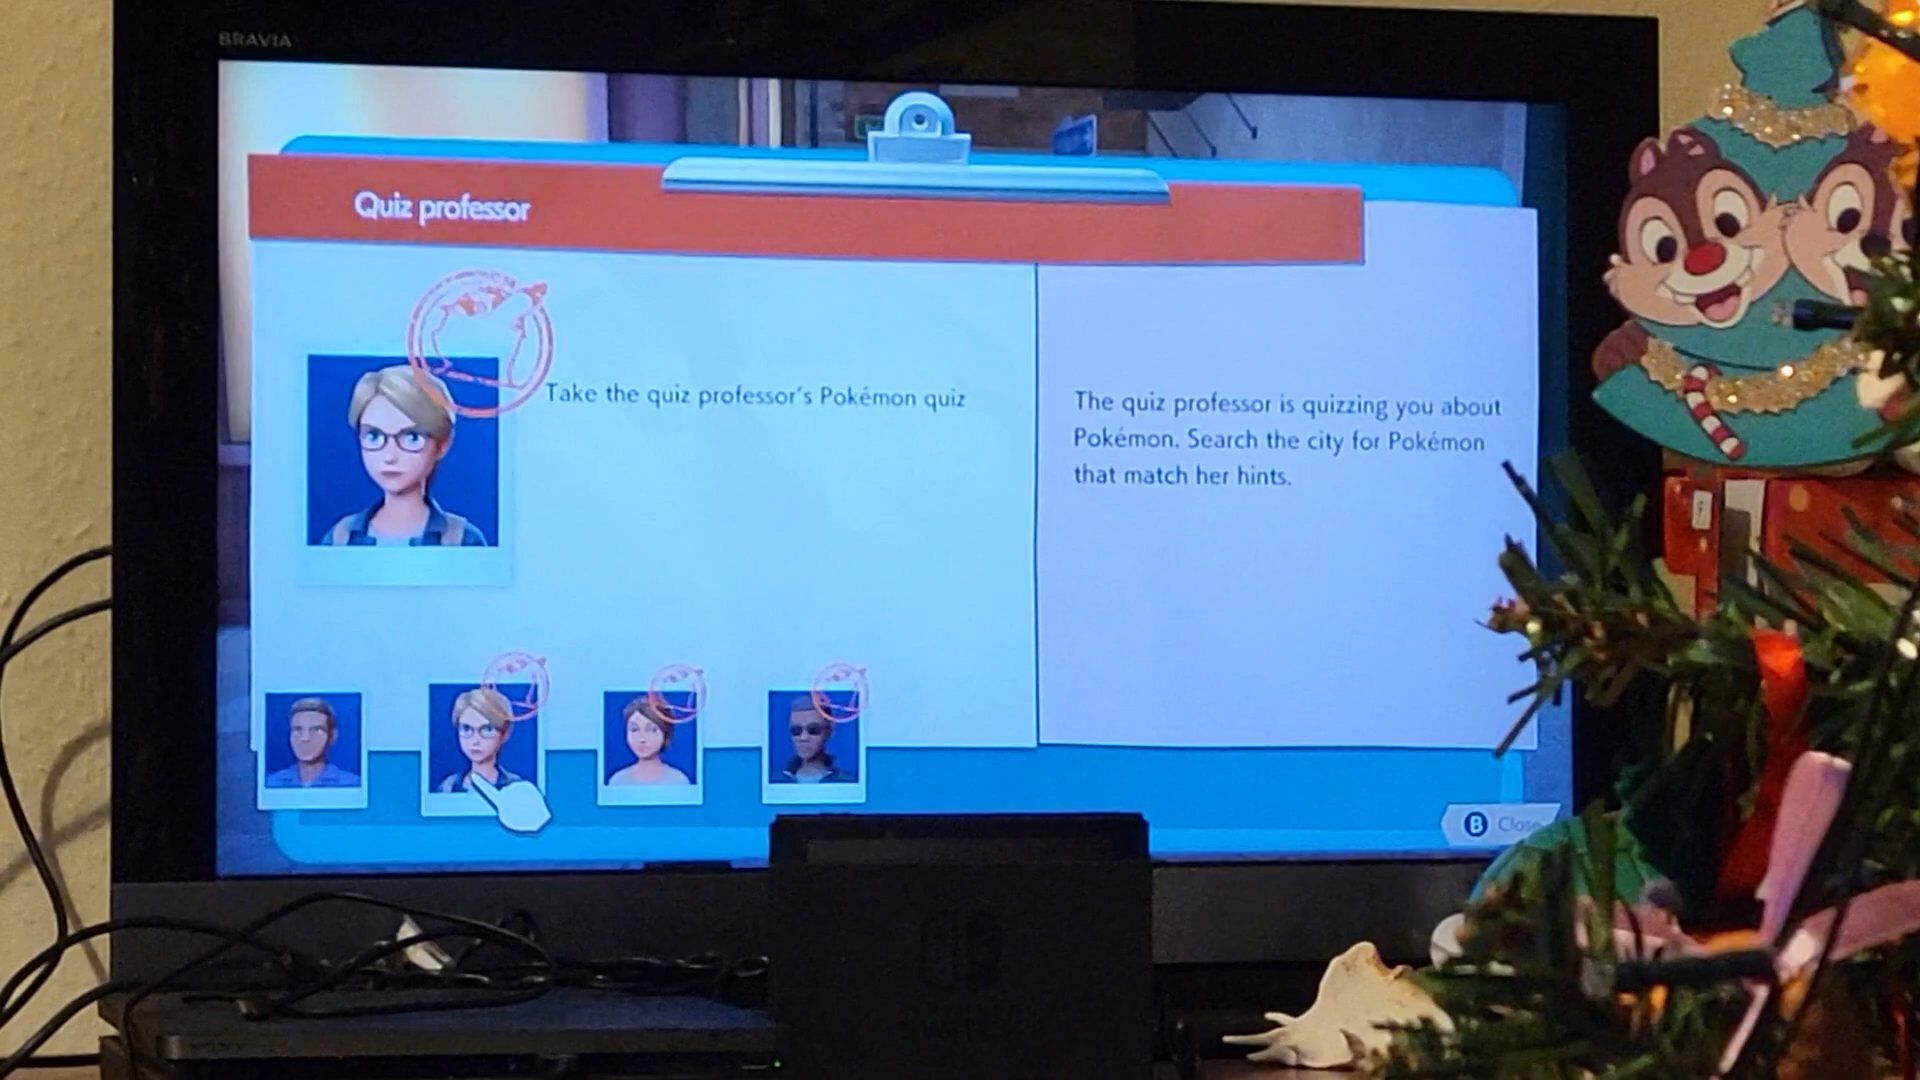 BRAVIA
Quiz professor
Take the quiz professor's Pokémon quiz
The quiz professor is quizzing you about
Pokémon. Search the city for Pokémon
that match her hints.
B Close